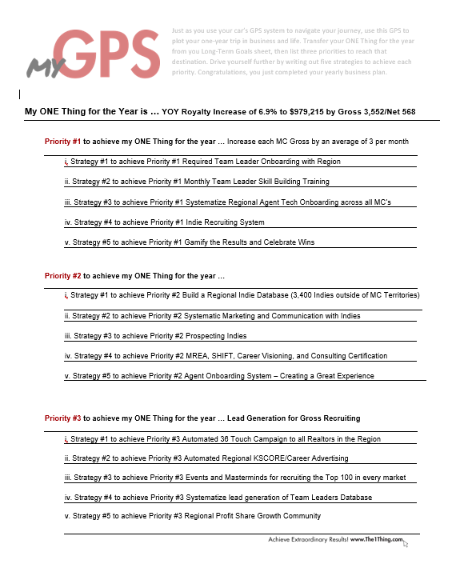 Just as you use your car's GPS system to navigate your journey, use this GPS to
plot your one-year trip in business and life. Transfer your ONE Thing for the year
from you Long-Term Goals sheet, then list three priorities to reach that
destination. Drive yourself further by writing out five strategies to achieve each
priority. Congratulations, you just completed your yearly business plan.
MY GPS
My ONE Thing for the Year is ... YOY Royalty Increase of 6.9% to $979,215 by Gross 3,552/Net 568
Priority #1 to achieve my ONE Thing for the year ... Increase each MC Gross by an average of 3 per month
i. Strategy #1 to achieve Priority #1 Required Team Leader Onboarding with Region
ii. Strategy #2 to achieve Priority #1 Monthly Team Leader Skill Building Training
iii. Strategy #3 to achieve Priority #1 Systematize Regional Agent Tech Onboarding across all MC's
iv. Strategy #4 to achieve Priority #1 Indie Recruiting System
v. Strategy #5 to achieve Priority #1 Gamify the Results and Celebrate Wins
Priority #2 to achieve my ONE Thing for the year ...
i. Strategy #1 to achieve Priority #2 Build a Regional Indie Database (3,400 Indies outside of MC Territories)
ii. Strategy #2 to achieve Priority #2 Systematic Marketing and Communication with Indies
iii. Strategy #3 to achieve Priority #2 Prospecting Indies
iv. Strategy #4 to achieve Priority #2 MREA, SHIFT, Career Visioning, and Consulting Certification
v. Strategy #5 to achieve Priority #2 Agent Onboarding System – Creating a Great Experience
Priority #3 to achieve my ONE Thing for the year ... Lead Generation for Gross Recruiting
i. Strategy #1 to achieve Priority #3 Automated 36 Touch Campaign to all Realtors in the Region
ii. Strategy #2 to achieve Priority #3 Automated Regional KSCORE/Career Advertising
iii. Strategy #3 to achieve Priority #3 Events and Masterminds for recruiting the Top 100 in every market
iv. Strategy #4 to achieve Priority #3 Systematize lead generation of Team Leaders Database
v. Strategy #5 to achieve Priority #3 Regional Profit Share Growth Community
Achieve Extraordinary Results! www.The1Thing.com